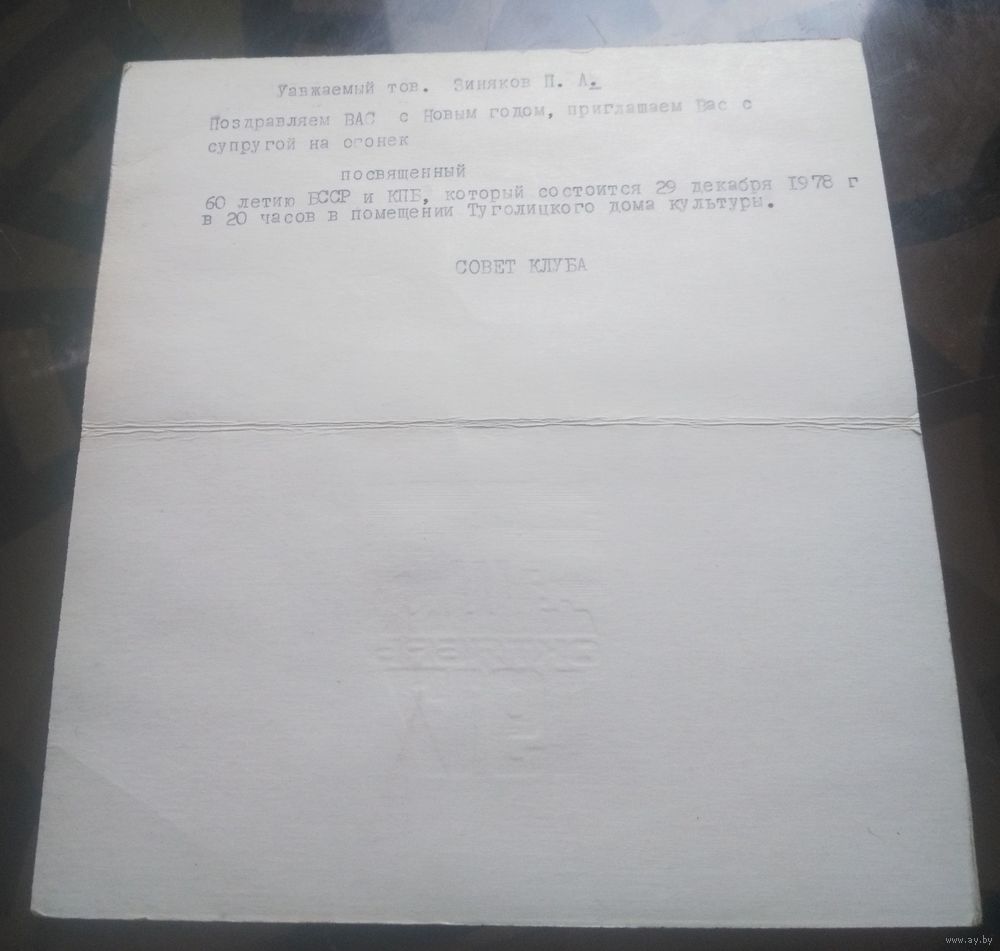 Уавжаемый тов. Зиняков П. А.
Поздравляем ВАС с Новым годом, приглашаем Вас с
супругой на огонек
посвященный
60 летию БССР и КПБ, который состоится 29 декабря 1978 г
в 20 часов в помещении Туголицкого дома культуры.
СОВЕТ КЛУБА
www.ay.by